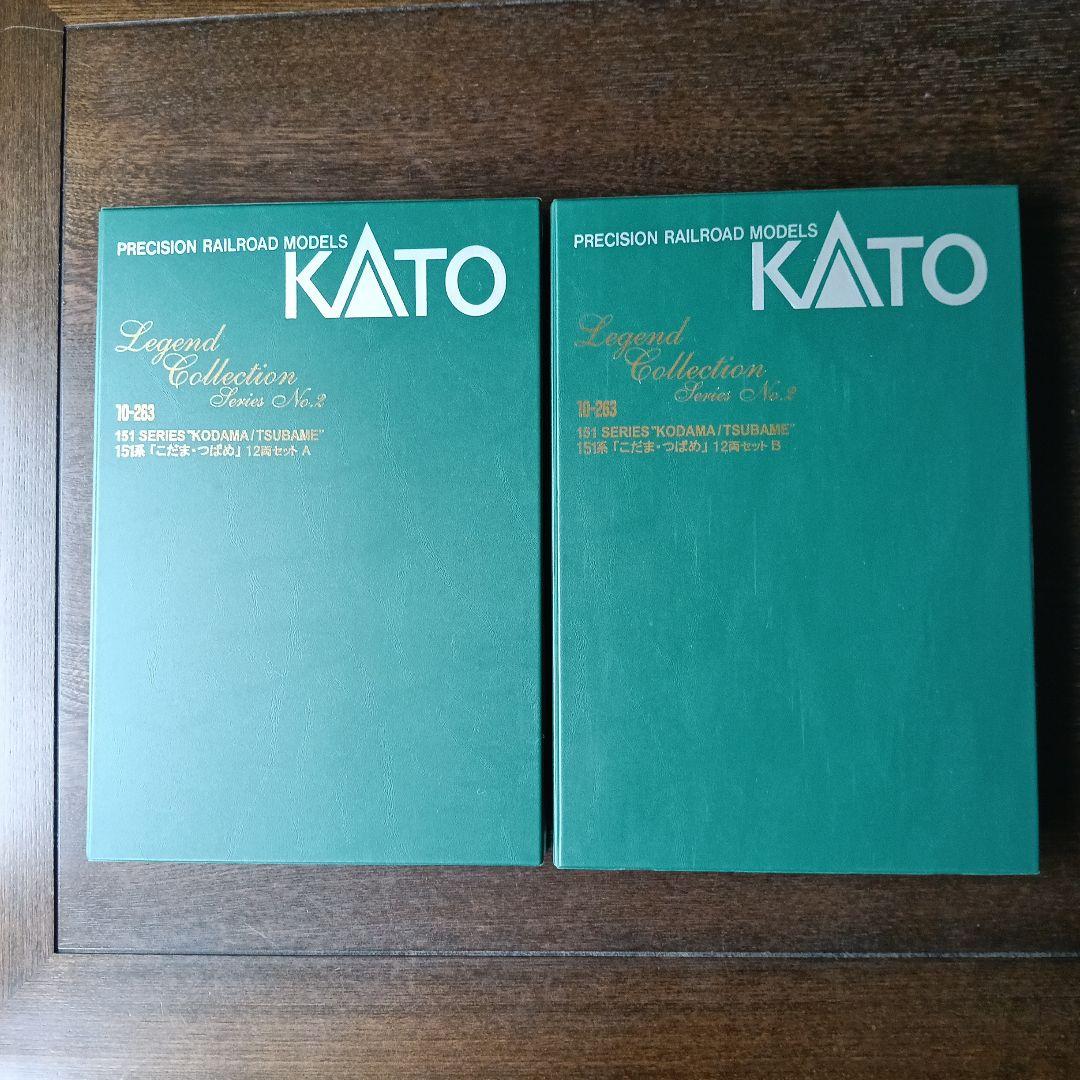 PRECISION RAILROAD MODELS
KATO
Legend
Collection
Series No.2
10-263
151 SERIES "KODAMA/TSUBAME"
151系「こだま・つばめ」12両セット A
PRECISION RAILROAD MODELS
KATO
Legend
Collection
Series No.2
10-263
151 SERIES "KODAMA/TSUBAME"
151系「こだま・つばめ」12両セット B